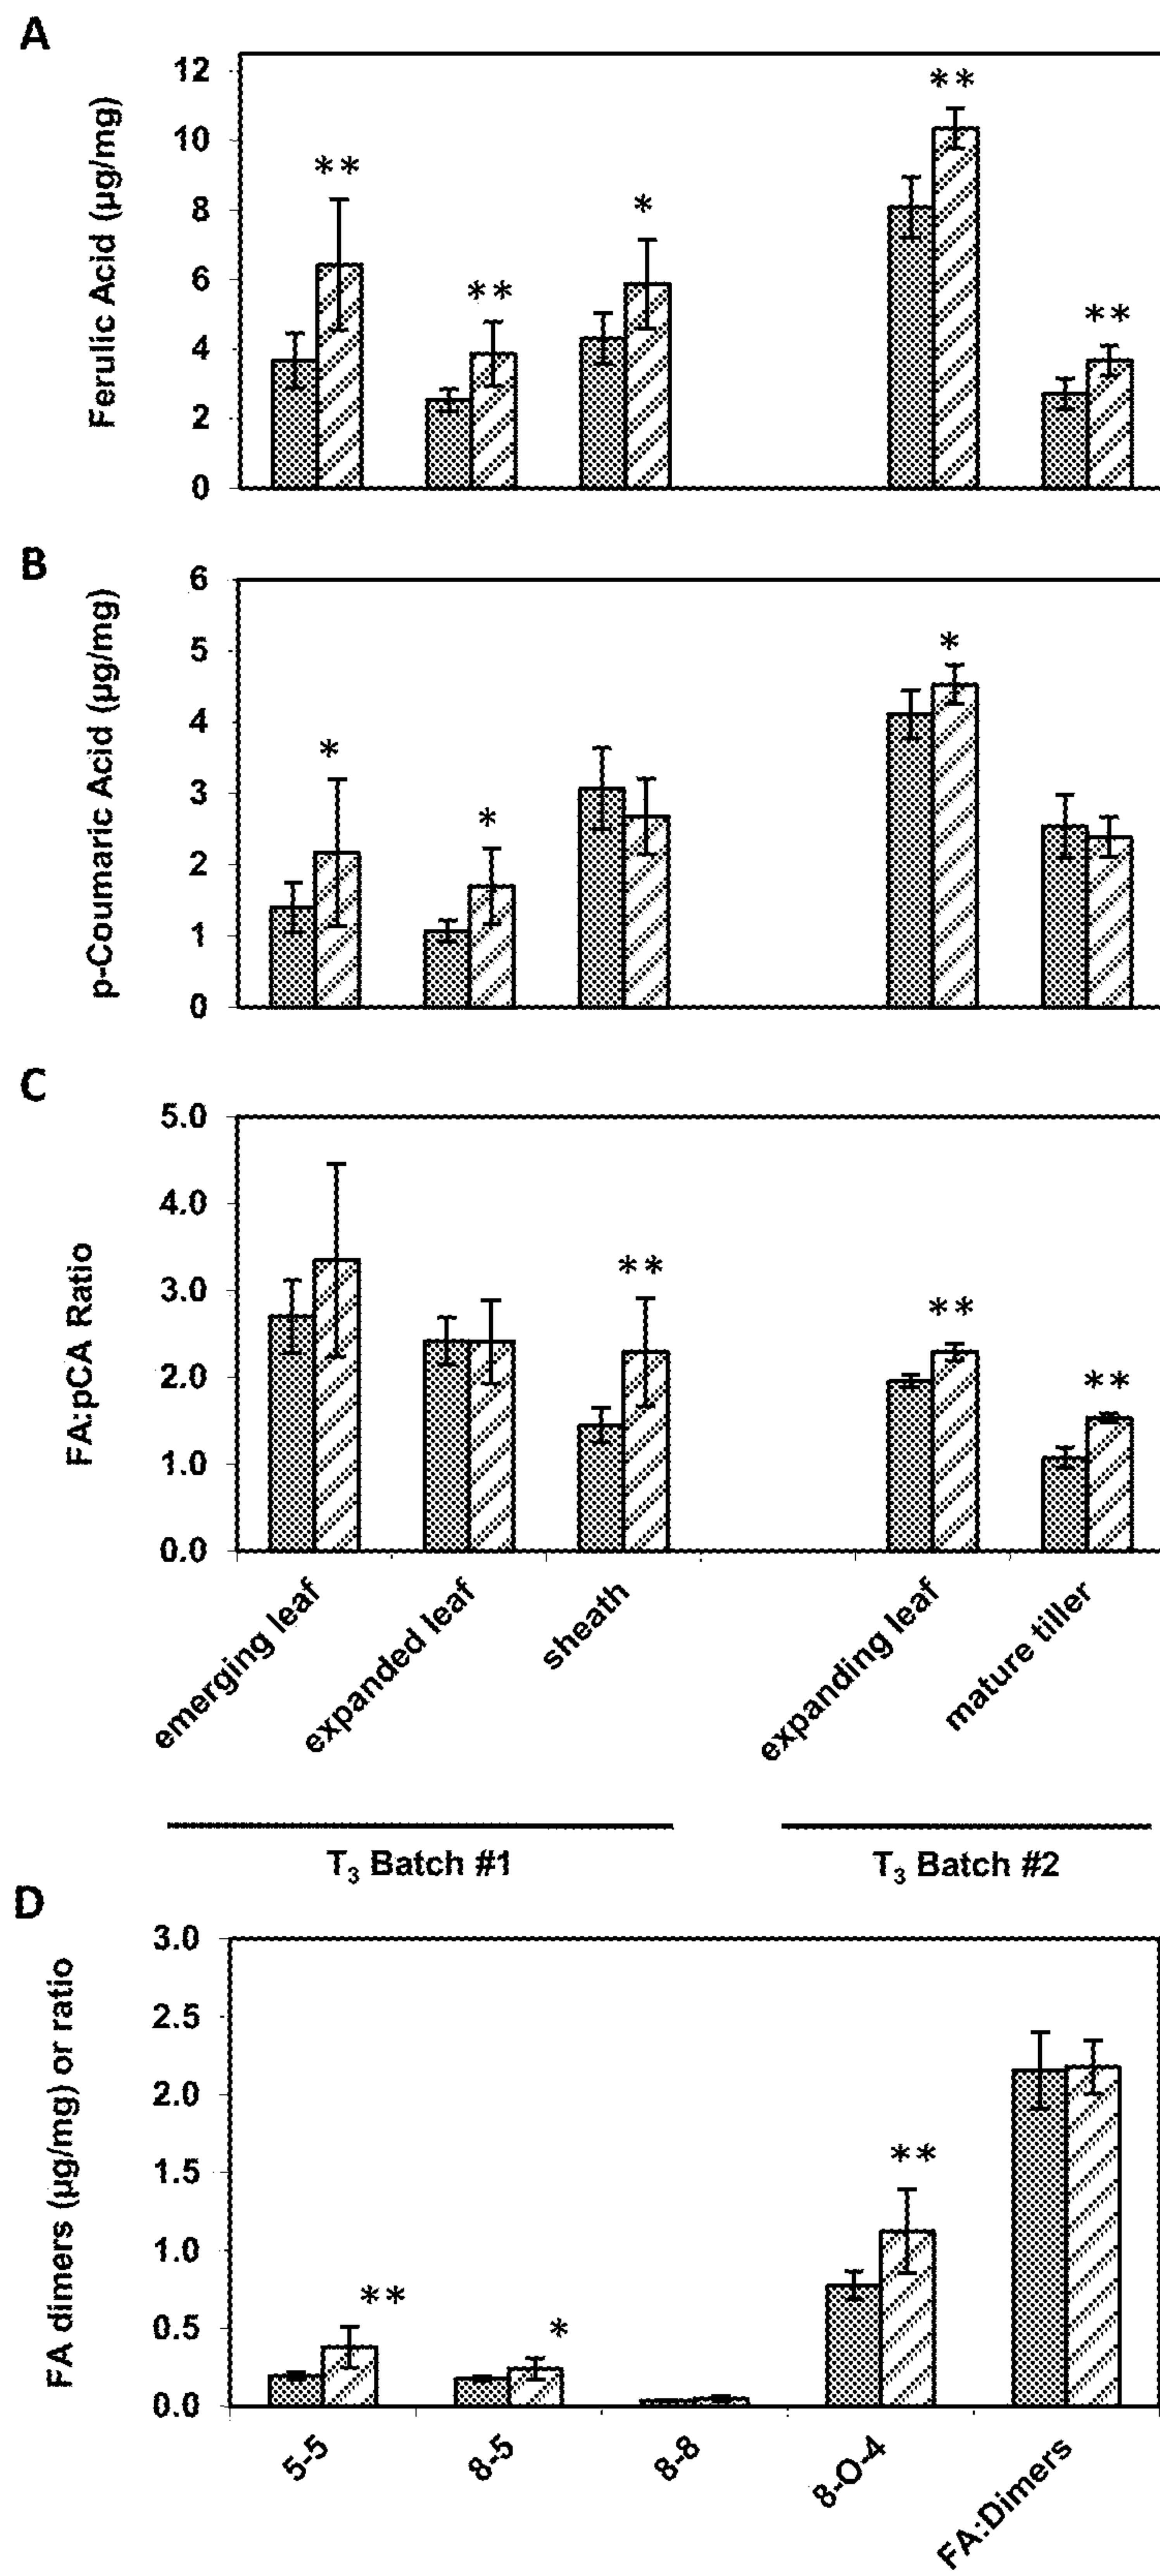 A
Ferulic Acid (µg/mg)
12
10
8
6
4
2
0
**
**
*
**
**
B
p-Coumaric Acid (µg/mg)
6
5
4
3
2
1
0
*
*
*
C
FA:pCA Ratio
5.0
4.0
3.0
2.0
1.0
0.0
**
**
**
emerging leaf
expanded leaf
sheath
expanding leaf
mature tiller
T3 Batch #1
T3 Batch #2
D
FA dimers (µg/mg) or ratio
3.0
2.5
2.0
1.5
1.0
0.5
0.0
**
*
**
5-5
8-5
8-8
8-O-4
FA:Dimers